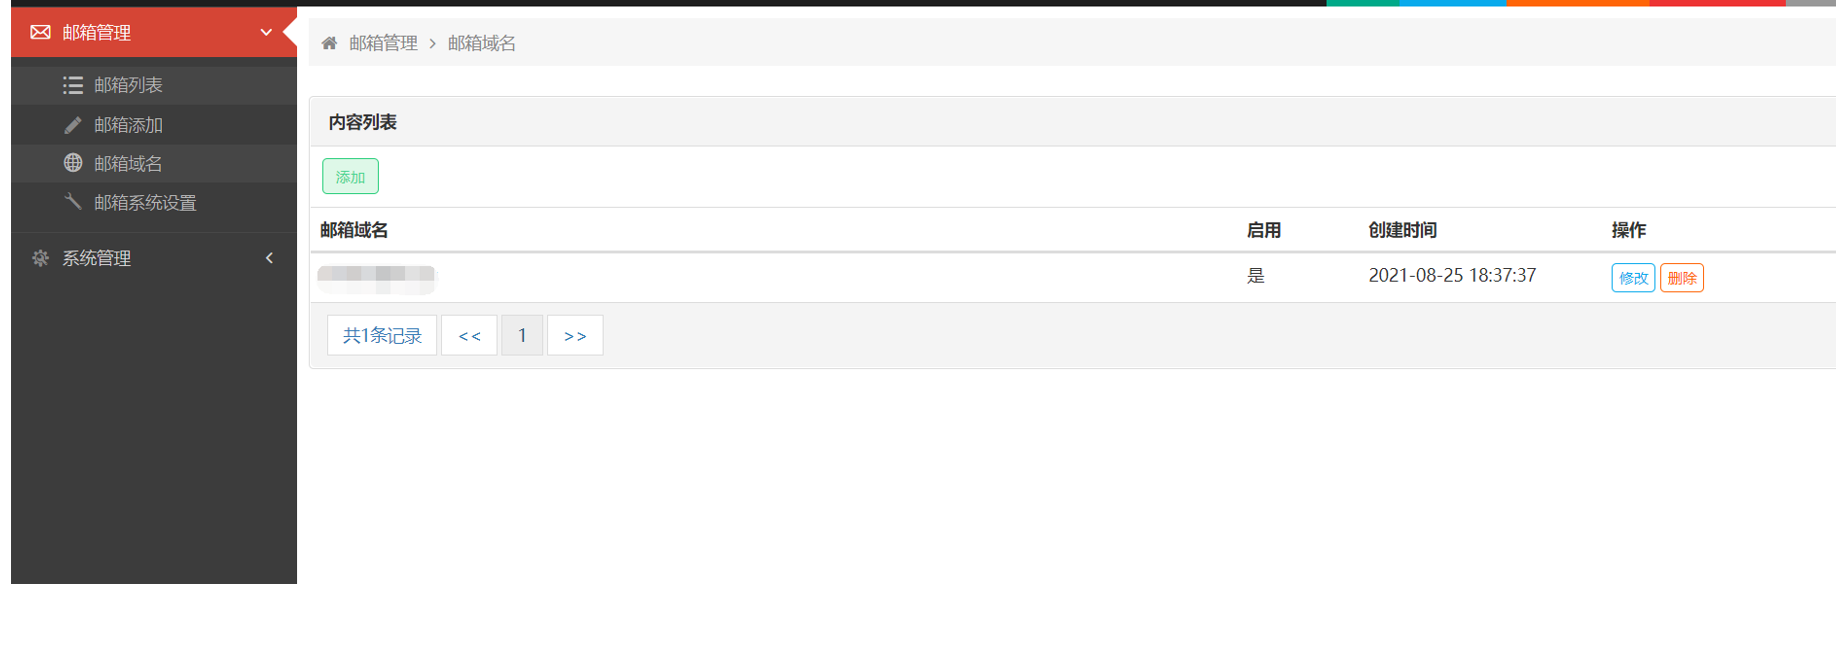 邮箱管理
邮箱列表
邮箱添加
邮箱域名
邮箱系统设置
系统管理
邮箱管理 > 邮箱域名
内容列表
添加
邮箱域名 启用 创建时间 操作
是 2021-08-25 18:37:37 修改 删除
共1条记录 << 1 >>